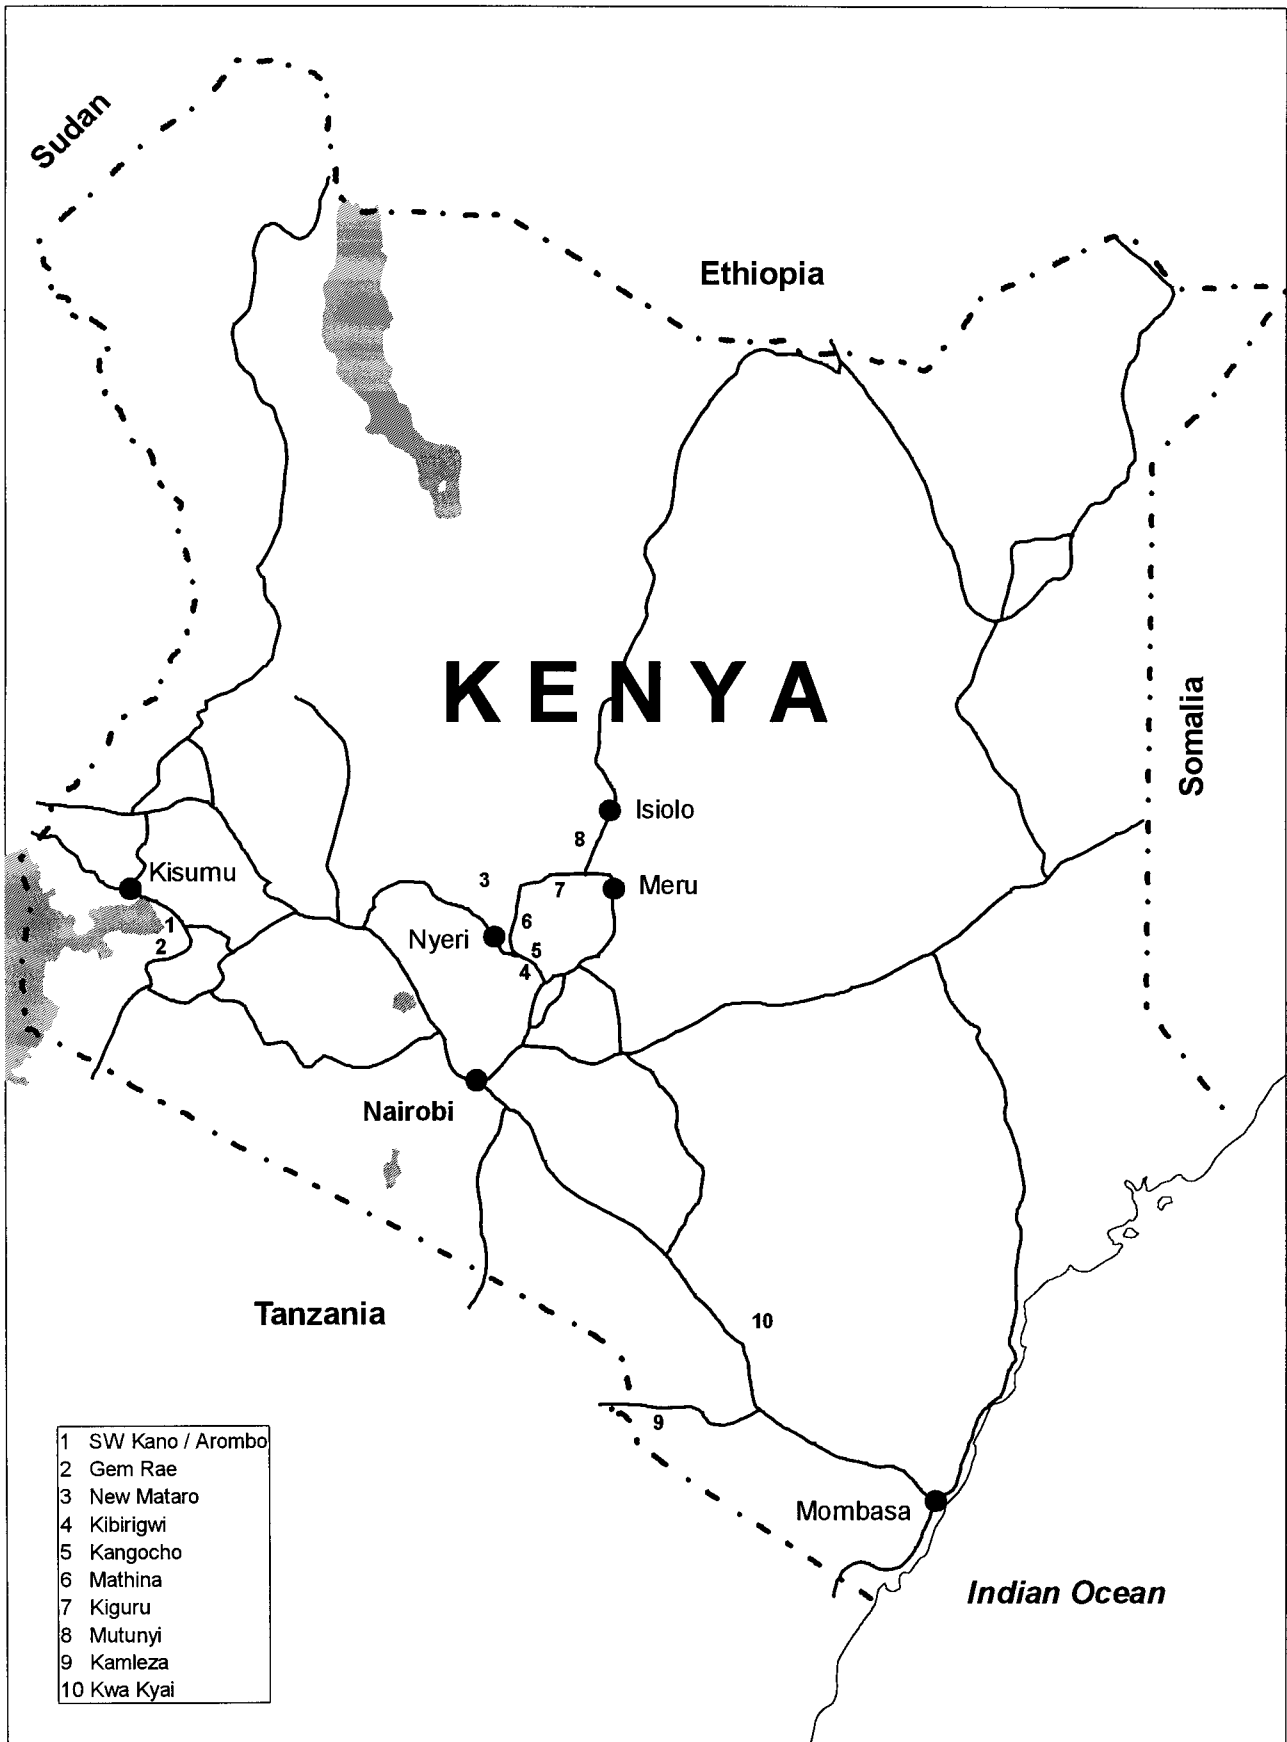 Sudan
Ethiopia
KENYA
Somalia
Isiolo
8
Kisumu
3
7
Meru
1
6
2
Nyeri
5
4
Nairobi
Tanzania
10
9
1 SW Kano / Arombo
2 Gem Rae
3 New Mataro
4 Kibirigwi
5 Kangocho
6 Mathina
7 Kiguru
8 Mutunyi
9 Kamleza
10 Kwa Kyai
Mombasa
Indian Ocean